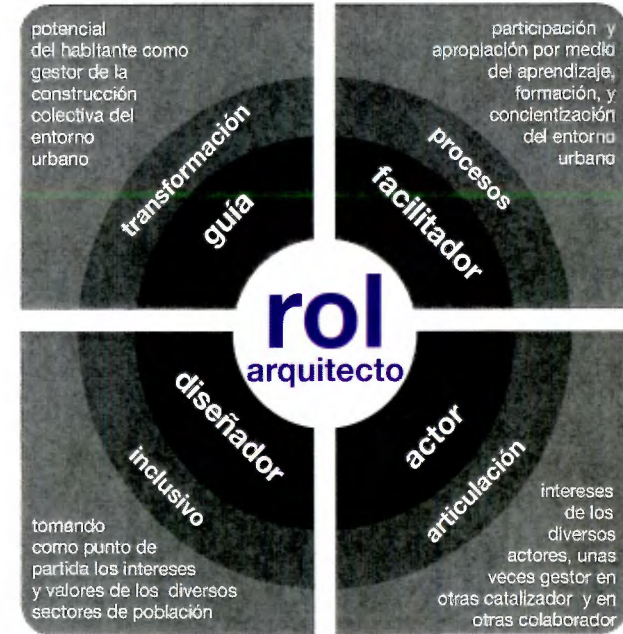 potencial
del habitante como
gestor de la
construcción
colectiva del
entorno
urbano
transformación
guía
participación y
apropiación por medio
del aprendizaje,
formación, y
concientización
del entorno
urbano
procesos
facilitador
rol
arquitecto
diseñador
inclusivo
tomando
como punto de
partida los intereses
y valores de los diversos
sectores de población
actor
articulación
intereses
de los
diversos
actores, unas
veces gestor en
otras catalizador y en
otras colaborador